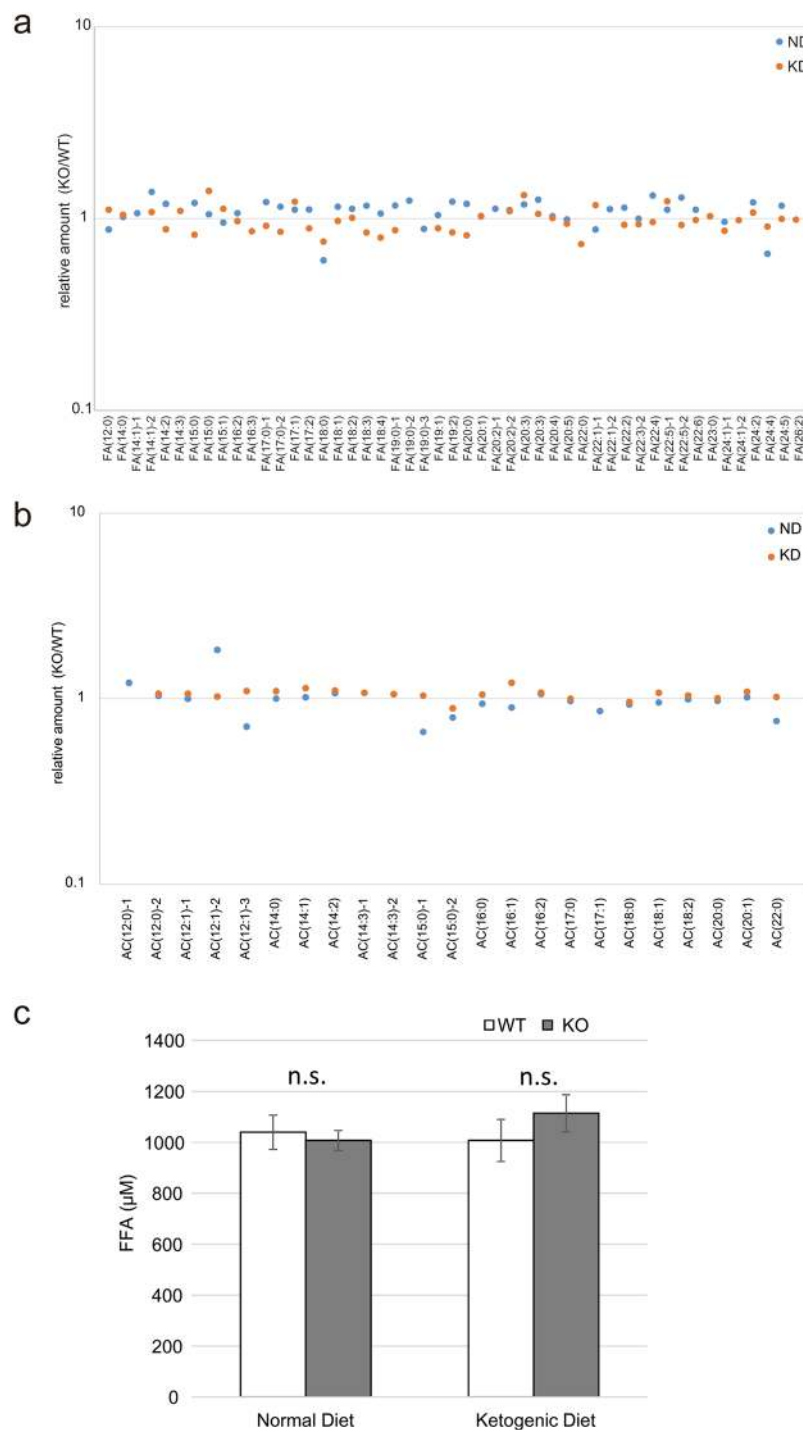 a
10
1
0.1
relative amount (KO/WT)
ND
KD
FA(12:0)
FA(14:0)
FA(14:1)-1
FA(14:1)-2
FA(14:2)
FA(14:3)
FA(15:0)
FA(15:0)
FA(15:1)
FA(16:2)
FA(16:3)
FA(17:0)-1
FA(17:0)-2
FA(17:1)
FA(17:2)
FA(18:0)
FA(18:1)
FA(18:2)
FA(18:3)
FA(18:4)
FA(19:0)-1
FA(19:0)-2
FA(19:0)-3
FA(19:1)
FA(19:2)
FA(20:0)
FA(20:1)
FA(20:2)-1
FA(20:2)-2
FA(20:3)
FA(20:3)
FA(20:4)
FA(20:5)
FA(22:0)
FA(22:1)-1
FA(22:1)-2
FA(22:2)
FA(22:3)-2
FA(22:4)
FA(22:5)-1
FA(22:5)-2
FA(22:6)
FA(23:0)
FA(24:1)-1
FA(24:1)-2
FA(24:2)
FA(24:4)
FA(24:5)
FA(26:2)
b
10
1
0.1
relative amount (KO/WT)
ND
KD
AC(12:0)-1
AC(12:0)-2
AC(12:1)-1
AC(12:1)-2
AC(12:1)-3
AC(14:0)
AC(14:1)
AC(14:2)
AC(14:3)-1
AC(14:3)-2
AC(15:0)-1
AC(15:0)-2
AC(16:0)
AC(16:1)
AC(16:2)
AC(17:0)
AC(17:1)
AC(18:0)
AC(18:1)
AC(18:2)
AC(20:0)
AC(20:1)
AC(22:0)
c
WT KO
1400
1200
1000
800
600
400
200
0
FFA (μM)
n.s. n.s.
Normal Diet Ketogenic Diet